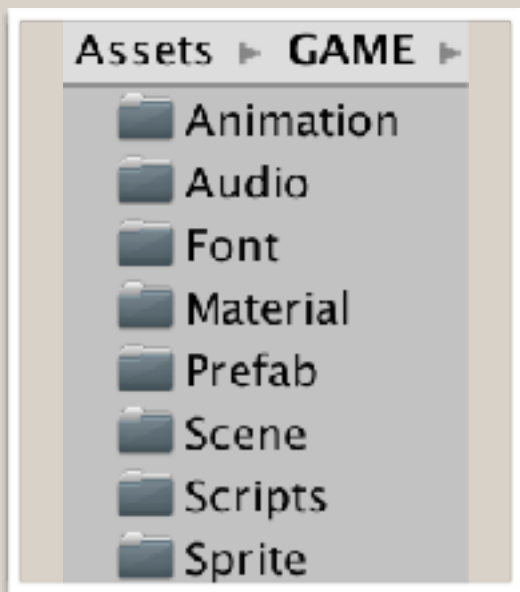 Assets ▶ GAME ▶
Animation
Audio
Font
Material
Prefab
Scene
Scripts
Sprite